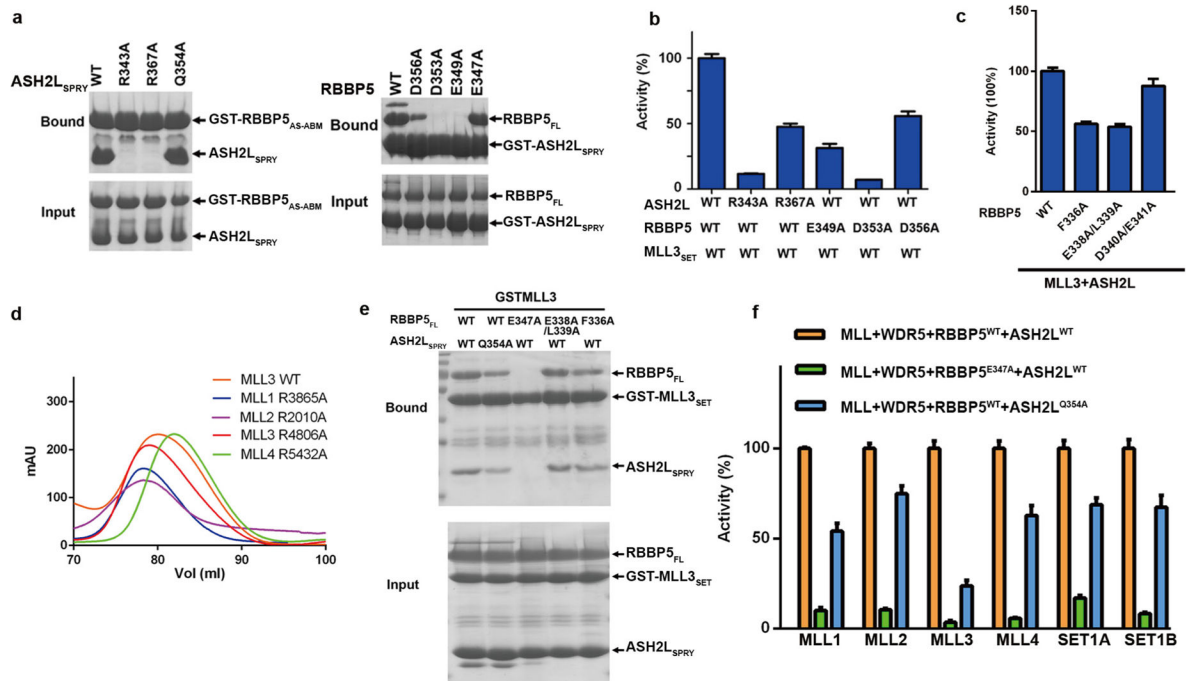 a
ASH2LSPRY WT R343A R367A Q354A
Bound
GST-RBBP5AS-ABM
ASH2LSPRY
Input
GST-RBBP5AS-ABM
ASH2LSPRY
RBBP5 WT D356A D353A E349A E347A
Bound
RBBP5FL
GST-ASH2LSPRY
Input
RBBP5FL
GST-ASH2LSPRY
b
Activity (%)
100
50
0
ASH2L WT R343A R367A WT WT WT
RBBP5 WT WT WT E349A D353A D356A
MLL3SET WT WT WT WT WT WT
c
Activity (100%)
150
100
50
0
RBBP5 WT F336A E338A/L339A D340A/E341A
MLL3+ASH2L
d
mAU
300
200
100
0
70 80 90 100
Vol (ml)
MLL3 WT
MLL1 R3865A
MLL2 R2010A
MLL3 R4806A
MLL4 R5432A
e
GSTMLL3
RBBP5FL WT WT E347A E338A/L339A F336A
ASH2LSPRY WT Q354A WT WT WT
Bound
RBBP5FL
GST-MLL3SET
ASH2LSPRY
Input
RBBP5FL
GST-MLL3SET
ASH2LSPRY
f
MLL+WDR5+RBBP5WT+ASH2LWT
MLL+WDR5+RBBP5E347A+ASH2LWT
MLL+WDR5+RBBP5WT+ASH2LQ354A
Activity (%)
100
50
0
MLL1 MLL2 MLL3 MLL4 SET1A SET1B